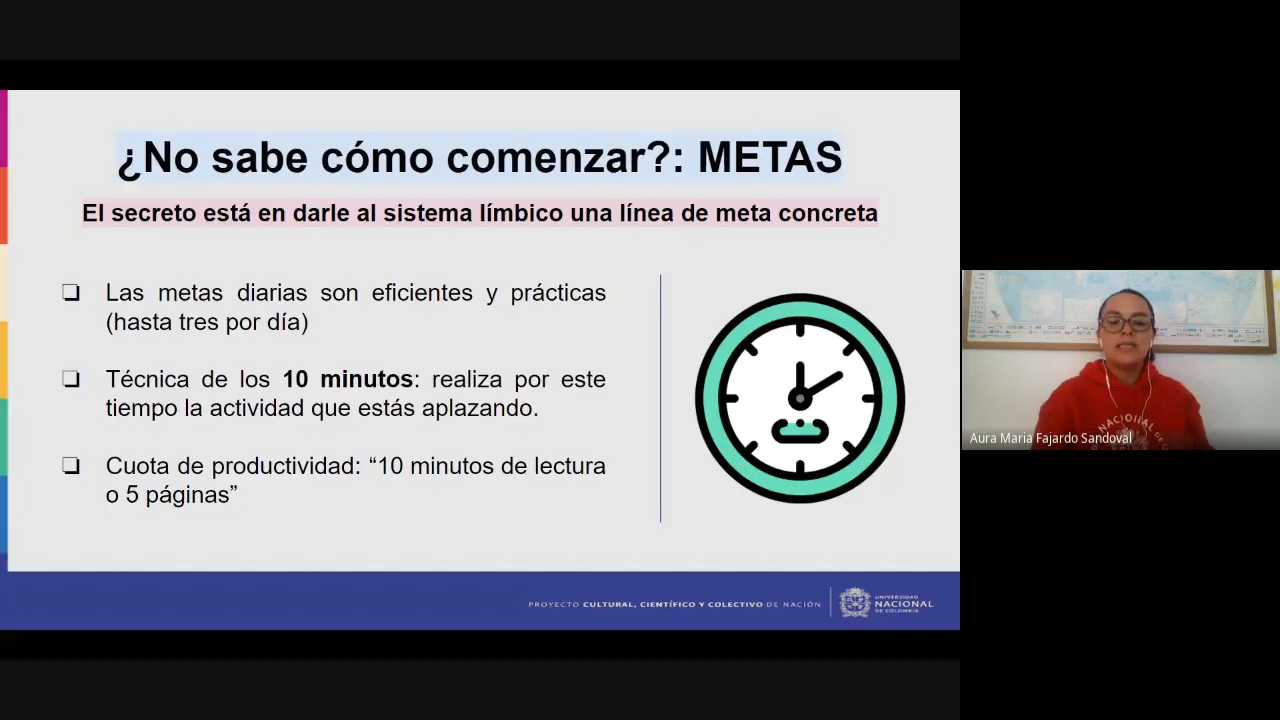 ¿No sabe cómo comenzar?: METAS
El secreto está en darle al sistema límbico una línea de meta concreta
❏ Las metas diarias son eficientes y prácticas
(hasta tres por día)
❏ Técnica de los 10 minutos: realiza por este
tiempo la actividad que estás aplazando.
❏ Cuota de productividad: “10 minutos de lectura
o 5 páginas”
PROYECTO CULTURAL, CIENTÍFICO Y COLECTIVO DE NACIÓN
UNIVERSIDAD
NACIONAL
DE COLOMBIA
NACIONAL
Aura Maria Fajardo Sandoval